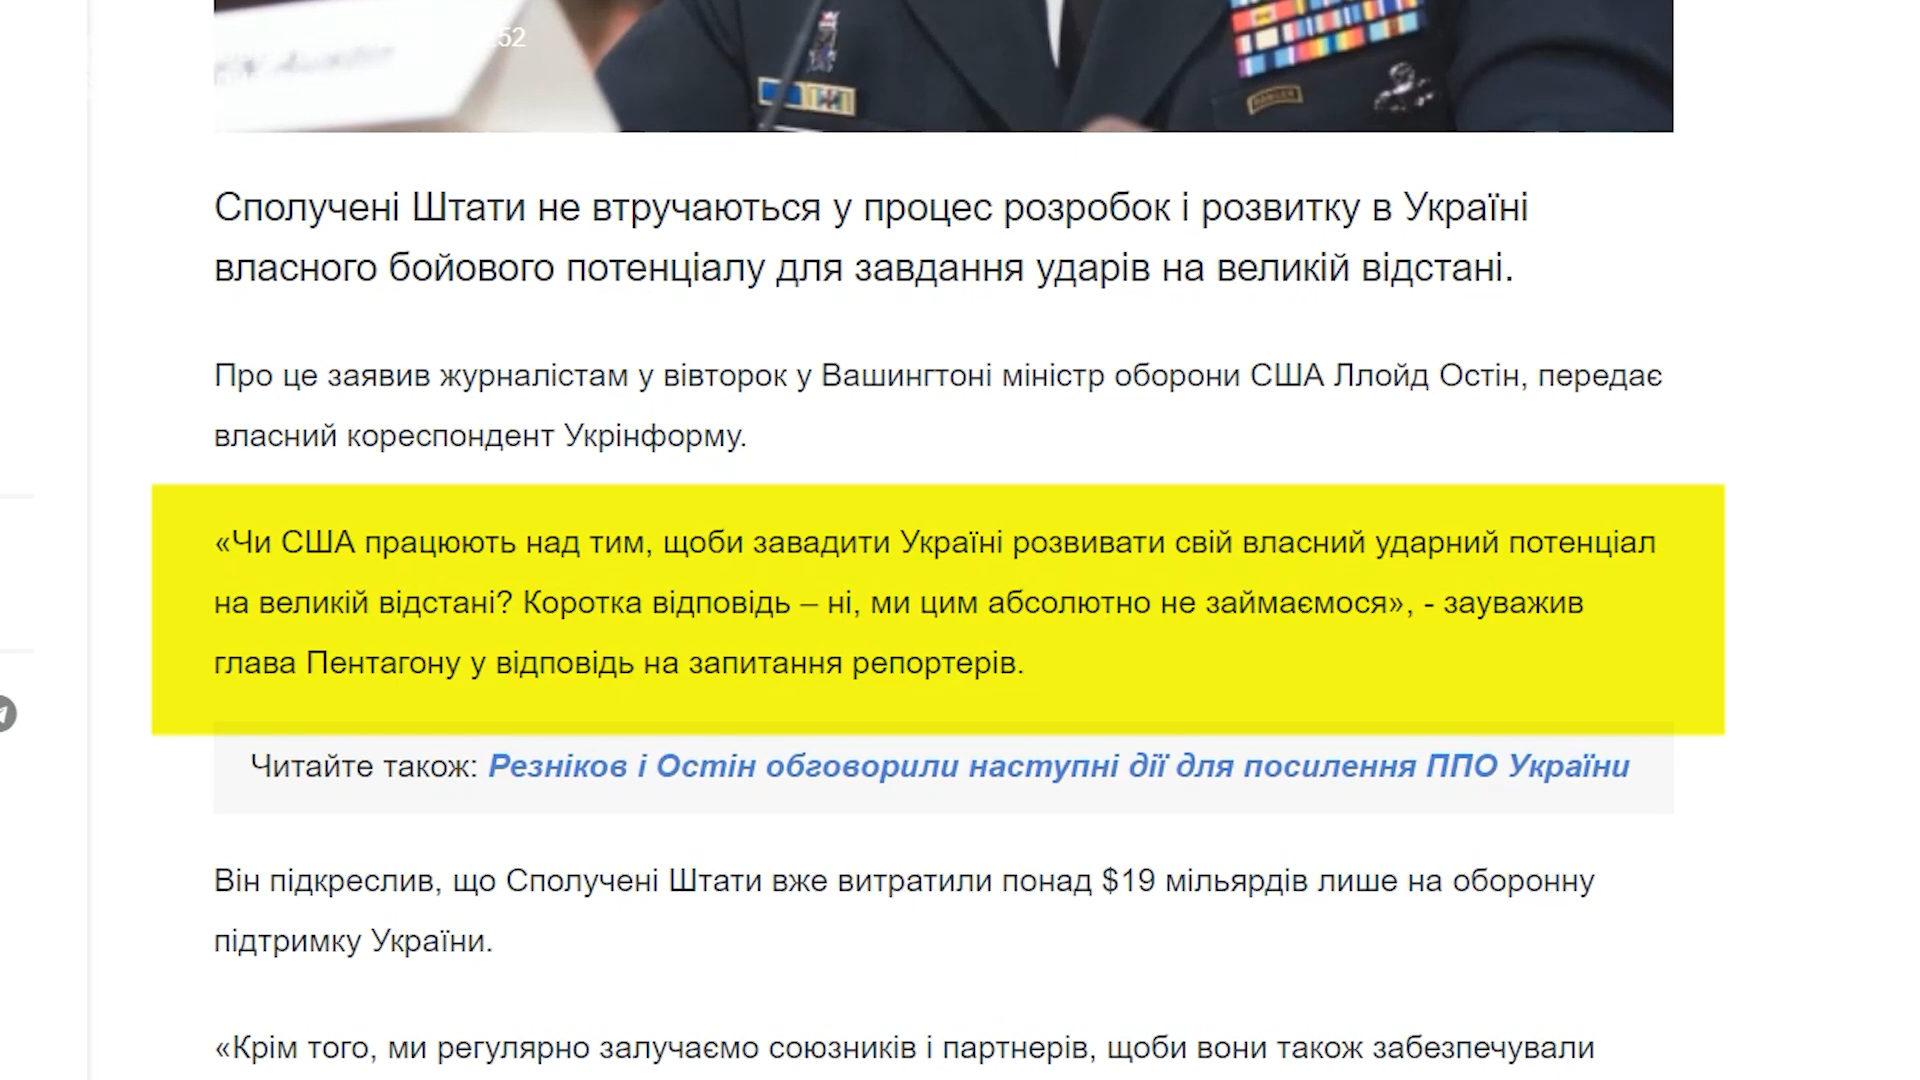 :52
Сполучені Штати не втручаються у процес розробок і розвитку в Україні
власного бойового потенціалу для завдання ударів на великій відстані.
Про це заявив журналістам у вівторок у Вашингтоні міністр оборони США Ллойд Остін, передає
власний кореспондент Укрінформу.
«Чи США працюють над тим, щоби завадити Україні розвивати свій власний ударний потенціал
на великій відстані? Коротка відповідь – ні, ми цим абсолютно не займаємося», - зауважив
глава Пентагону у відповідь на запитання репортерів.
Читайте також: Резніков і Остін обговорили наступні дії для посилення ППО України
Він підкреслив, що Сполучені Штати вже витратили понад $19 мільярдів лише на оборонну
підтримку України.
«Крім того, ми регулярно залучаємо союзників і партнерів, щоби вони також забезпечували